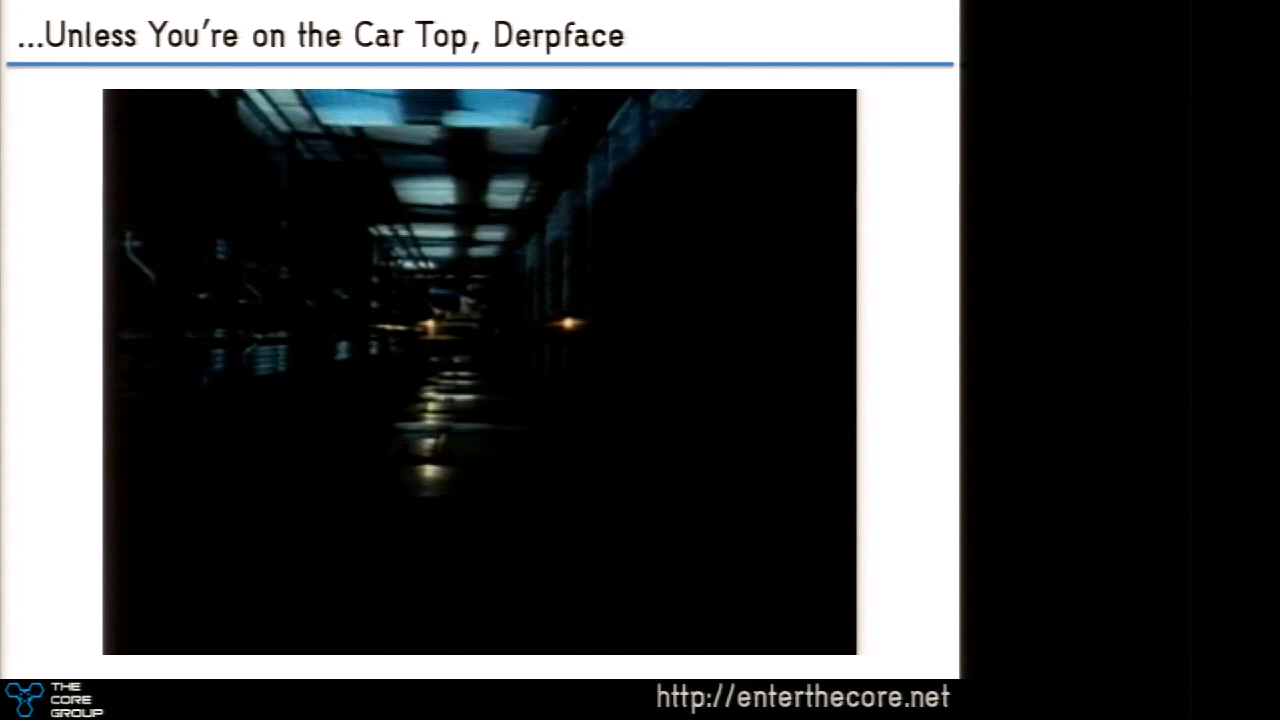 ...Unless You're on the Car Top, Derpface
THE
CORE
GROUP
http://enterthecore.net